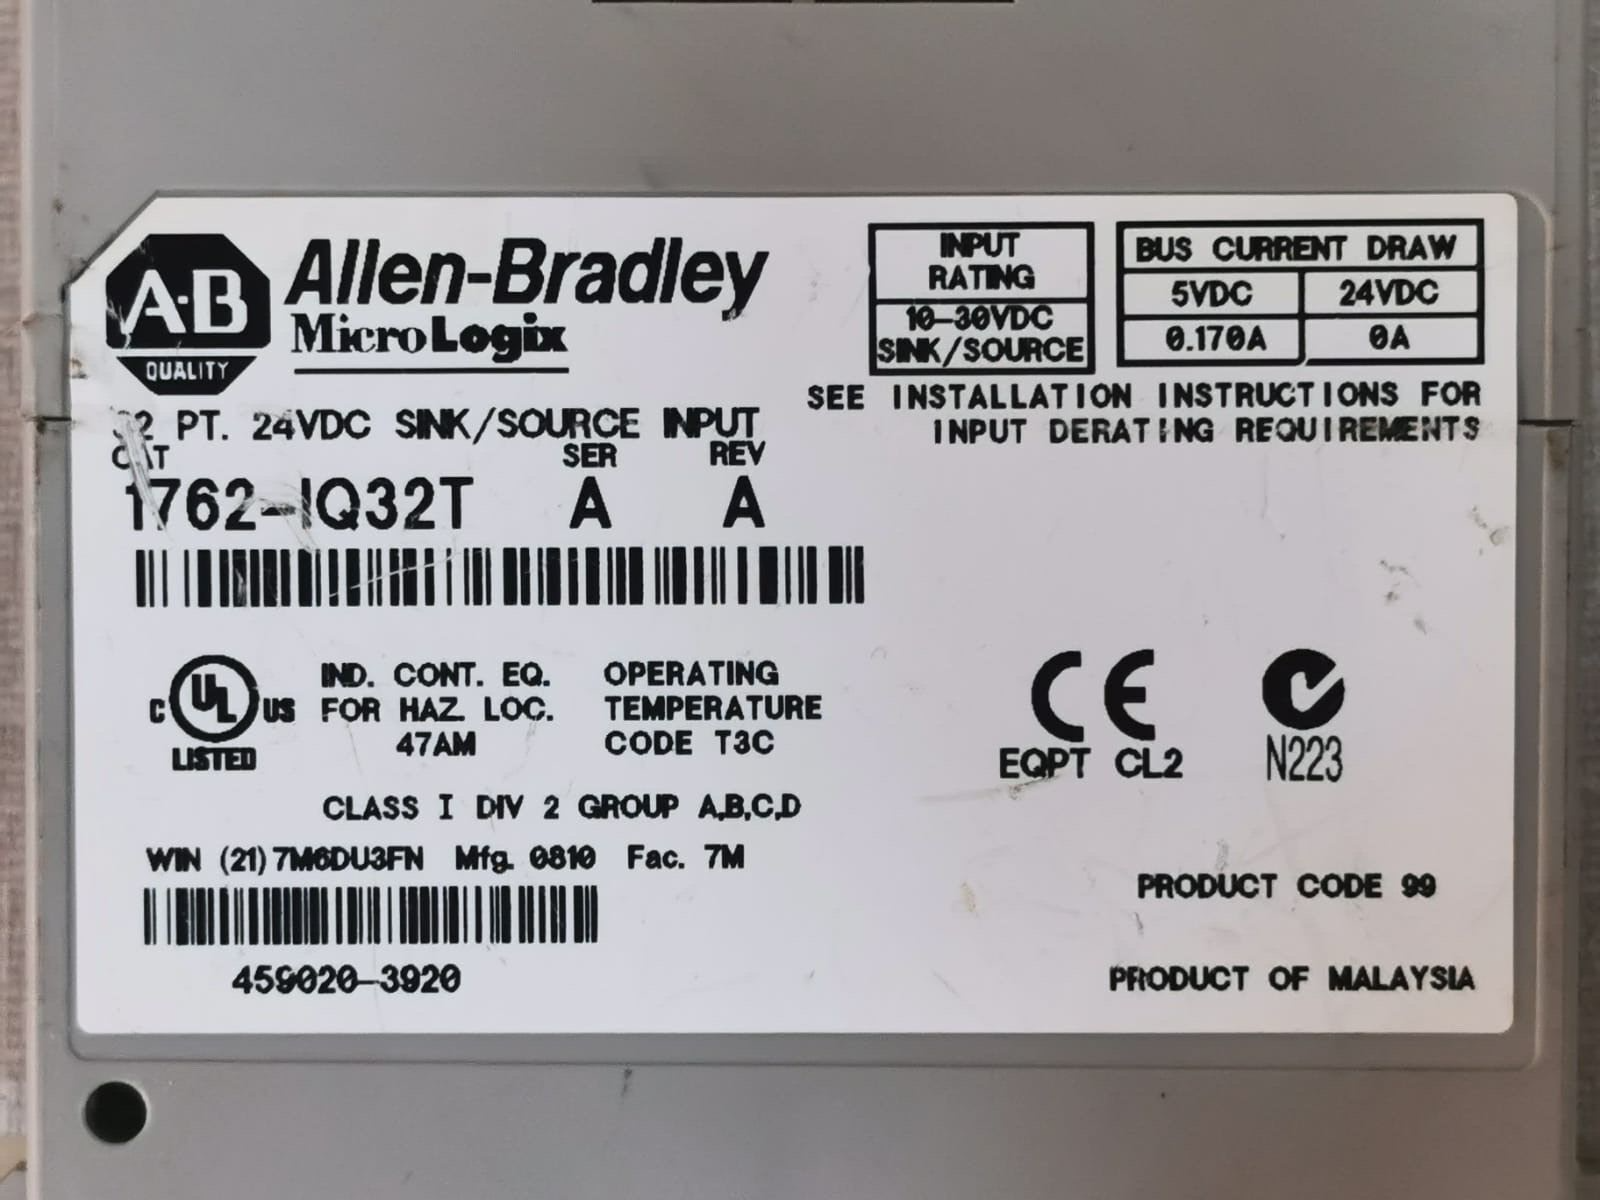 A·B
QUALITY
Allen-Bradley
MicroLogix
INPUT
RATING
10-30VDC
SINK/SOURCE
BUS CURRENT DRAW
5VDC 24VDC
0.170A 0A
SEE INSTALLATION INSTRUCTIONS FOR
INPUT DERATING REQUIREMENTS
32 PT. 24VDC SINK/SOURCE INPUT
CAT SER REV
1762-IQ32T A A
C UL US
LISTED
IND. CONT. EQ.
FOR HAZ. LOC.
47AM
OPERATING
TEMPERATURE
CODE T3C
CE
EQPT CL2
N223
CLASS I DIV 2 GROUP A,B,C,D
WIN (21) 7M6DU3FN Mfg. 0810 Fac. 7M
PRODUCT CODE 99
459020-3920
PRODUCT OF MALAYSIA